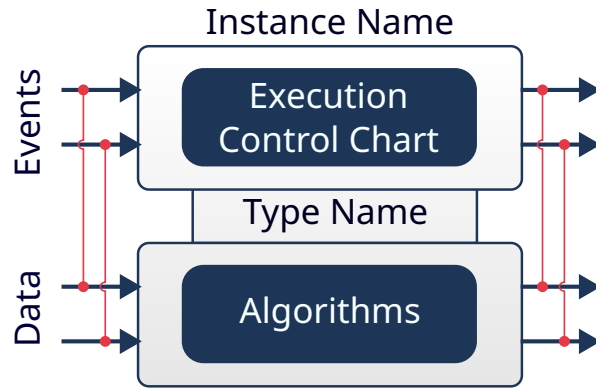 Instance Name
Events
Execution
Control Chart
Type Name
Data
Algorithms